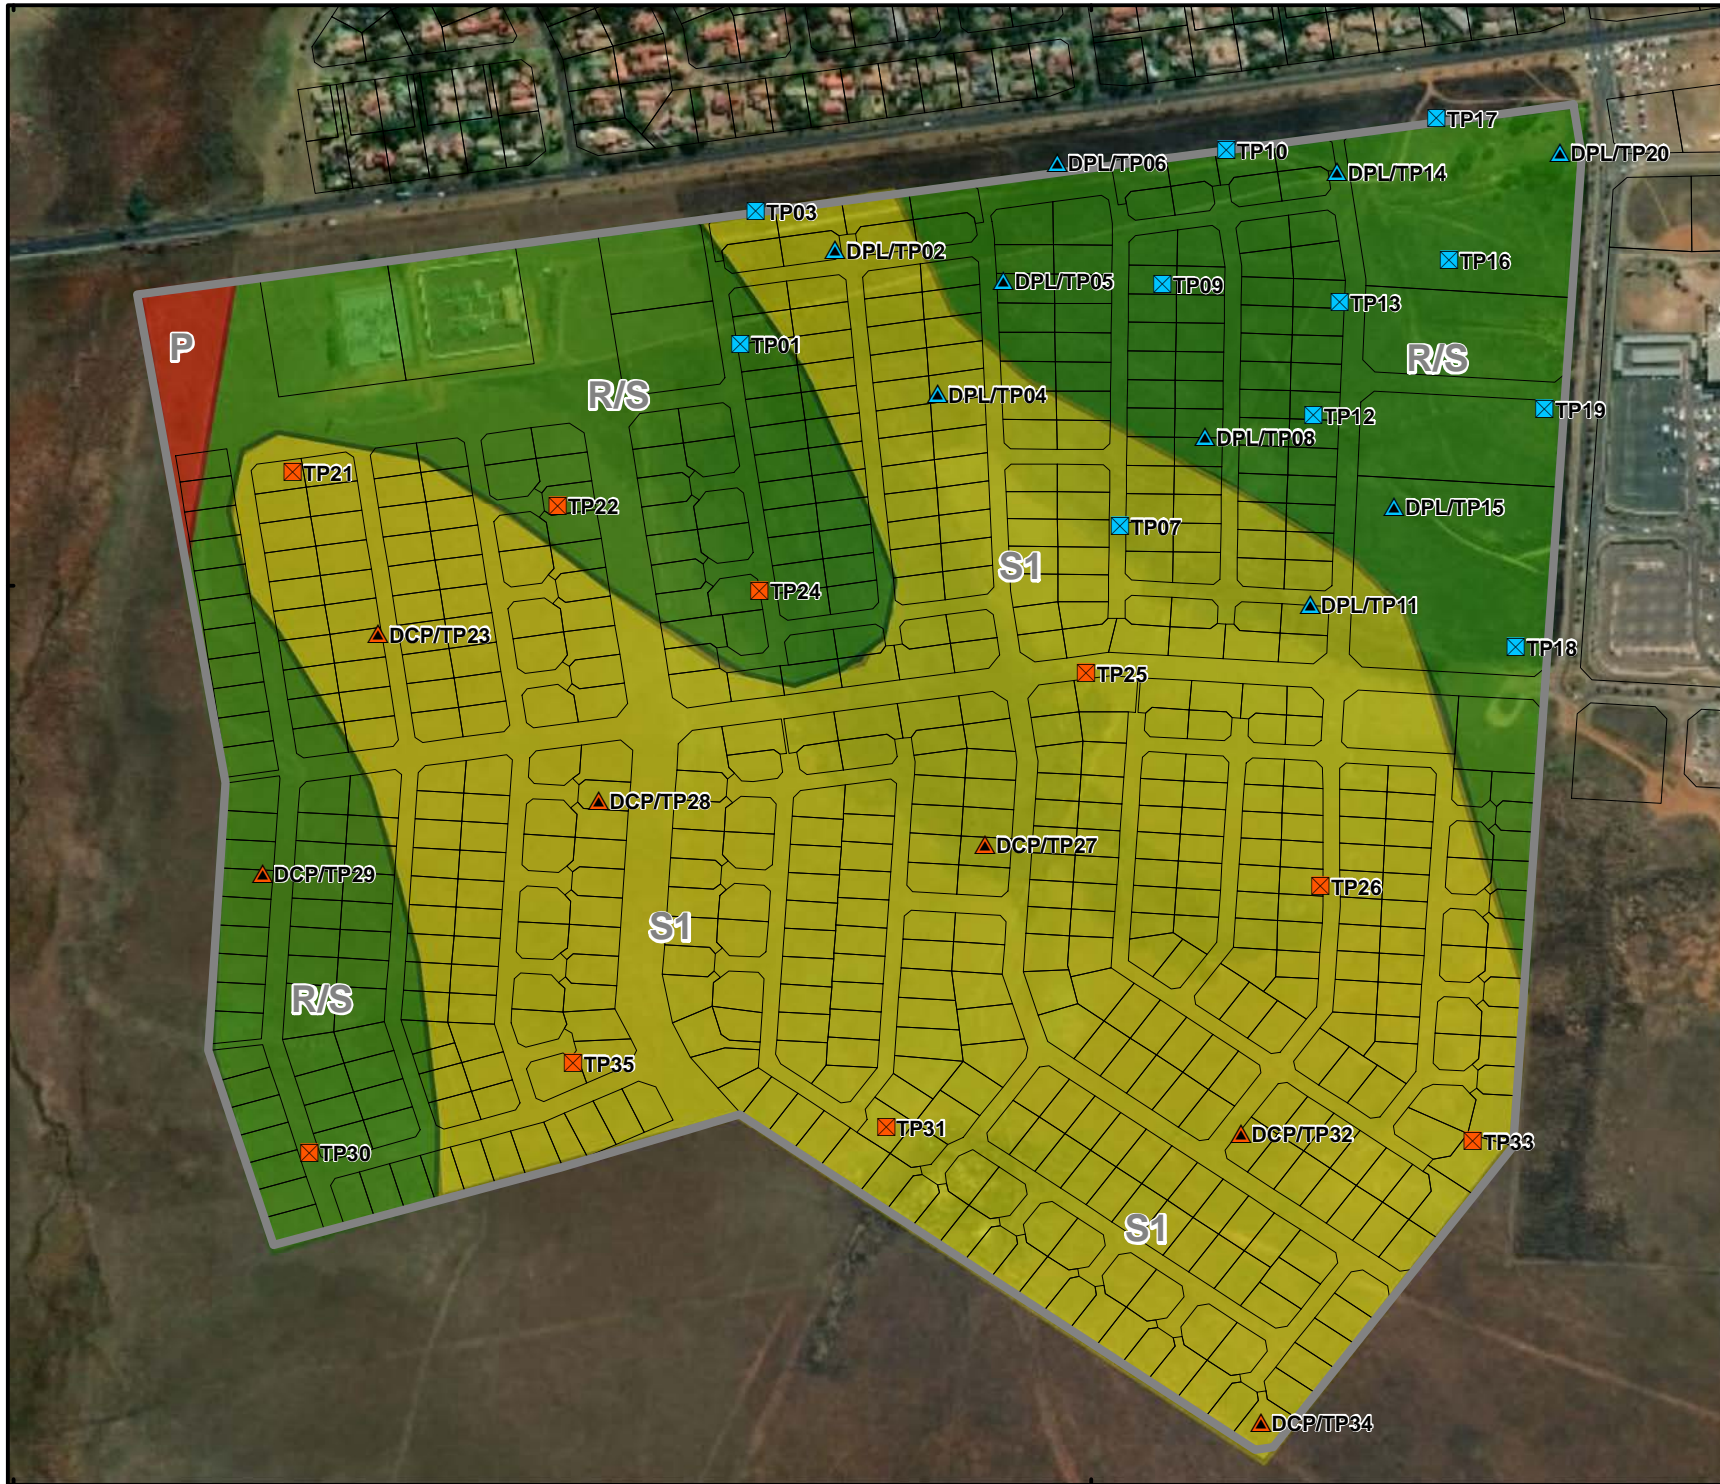 TP17
TP10
DPL/TP20
DPL/TP06
DPL/TP14
TP03
DPL/TP02
TP16
DPL/TP05
TP09
TP13
P
TP01
R/S
R/S
DPL/TP04
TP19
TP12
DPL/TP08
TP21
TP22
DPL/TP15
TP07
S1
TP24
DPL/TP11
DCP/TP23
TP18
TP25
DCP/TP28
DCP/TP27
DCP/TP29
TP26
S1
R/S
TP35
TP31
DCP/TP32
TP33
TP30
S1
DCP/TP34